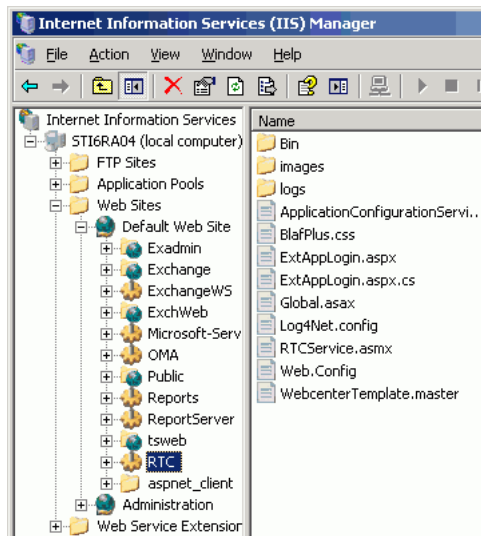 Internet Information Services (IIS) Manager
File Action View Window Help
Internet Information Services
STI6RA04 (local computer)
FTP Sites
Application Pools
Web Sites
Default Web Site
Exadmin
Exchange
ExchangeWS
ExchWeb
Microsoft-Serv
OMA
Public
Reports
ReportServer
tsweb
RTC
aspnet_client
Administration
Web Service Extension
Name
Bin
images
logs
ApplicationConfigurationServi...
BlafPlus.css
ExtAppLogin.aspx
ExtAppLogin.aspx.cs
Global.asax
Log4Net.config
RTCService.asmx
Web.Config
WebcenterTemplate.master